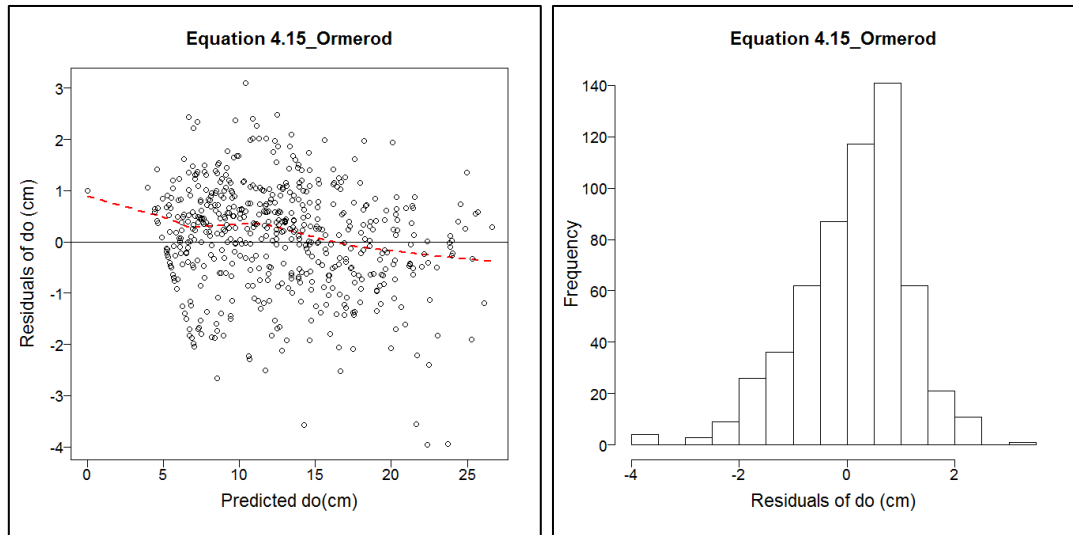 Equation 4.15_Ormerod
Residuals of do (cm)
3
2
1
0
-1
-2
-3
-4
0 5 10 15 20 25
Predicted do(cm)
Equation 4.15_Ormerod
Frequency
140
120
100
80
60
40
20
0
-4 -2 0 2
Residuals of do (cm)